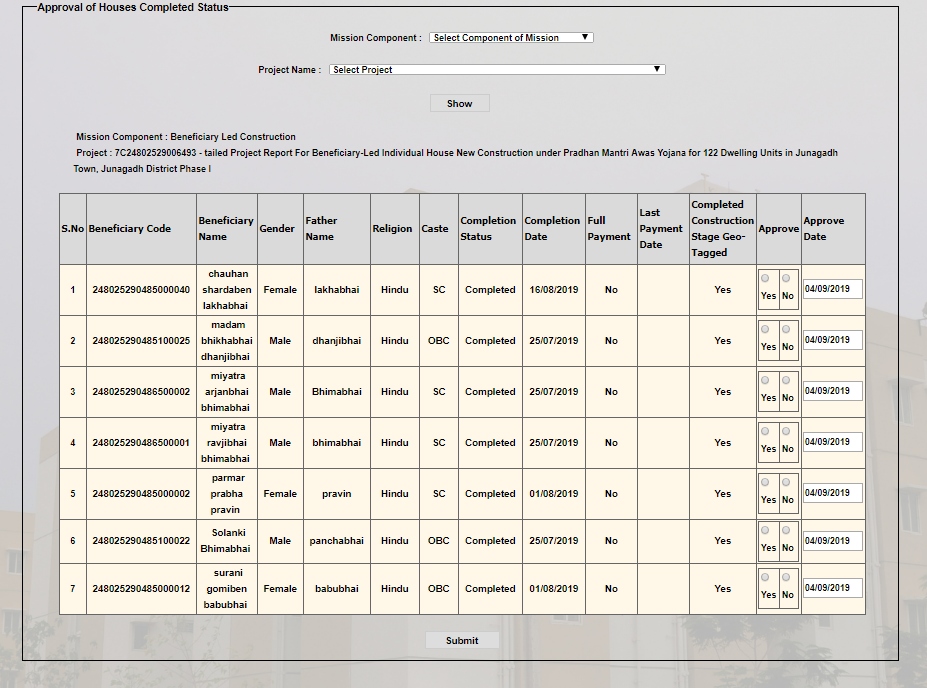 Approval of Houses Completed Status
Mission Component : Select Component of Mission
Project Name : Select Project
Show
Mission Component : Beneficiary Led Construction
Project : 7C24802529006493 - tailed Project Report For Beneficiary-Led Individual House New Construction under Pradhan Mantri Awas Yojana for 122 Dwelling Units in Junagadh
Town, Junagadh District Phase I
S.No Beneficiary Code Beneficiary Name Gender Father Name Religion Caste Completion Status Completion Date Full Payment Last Payment Date Completed Construction Stage Geo-Tagged Approve Approve Date
1 248025290485000040 chauhan shardaben lakhabhai Female lakhabhai Hindu SC Completed 16/08/2019 No Yes Yes No 04/09/2019
2 248025290485100025 madam bhikhabhai dhanjibhai Male dhanjibhai Hindu OBC Completed 25/07/2019 No Yes Yes No 04/09/2019
3 248025290486500002 miyatra arjanbhai bhimabhai Male Bhimabhai Hindu SC Completed 25/07/2019 No Yes Yes No 04/09/2019
4 248025290486500001 miyatra ravjibhai bhimabhai Male bhimabhai Hindu SC Completed 25/07/2019 No Yes Yes No 04/09/2019
5 248025290485000002 parmar prabha pravin Female pravin Hindu SC Completed 01/08/2019 No Yes Yes No 04/09/2019
6 248025290485100022 Solanki Bhimabhai Male panchabhai Hindu OBC Completed 25/07/2019 No Yes Yes No 04/09/2019
7 248025290485000012 surani gomiben babubhai Female babubhai Hindu OBC Completed 01/08/2019 No Yes Yes No 04/09/2019
Submit